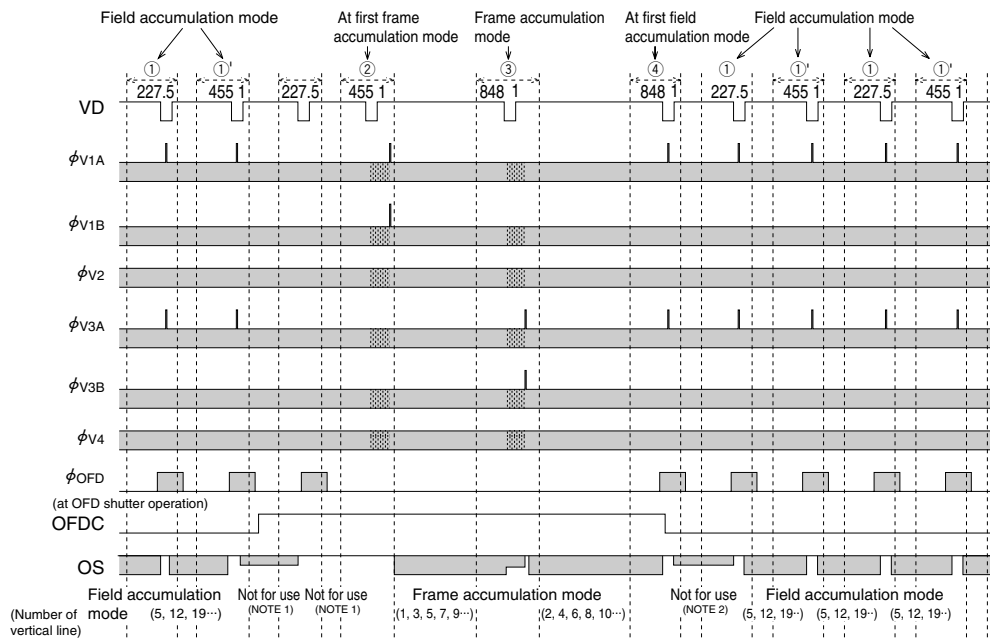 Field accumulation mode
At first frame accumulation mode
Frame accumulation mode
At first field accumulation mode
Field accumulation mode
① ①' ② ③ ④ ① ①' ① ①'
VD 227.5 455 1 227.5 455 1 848 1 848 1 227.5 455 1 227.5 455 1
ϕV1A
ϕV1B
ϕV2
ϕV3A
ϕV3B
ϕV4
ϕOFD
(at OFD shutter operation)
OFDC
OS
Field accumulation mode
Not for use (NOTE 1)
Not for use (NOTE 1)
Frame accumulation mode
Not for use (NOTE 2)
Field accumulation mode
(Number of vertical line)
(5, 12, 19···)
(1, 3, 5, 7, 9···)
(2, 4, 6, 8, 10···)
(5, 12, 19··)
(5, 12, 19··)
(5, 12, 19··)